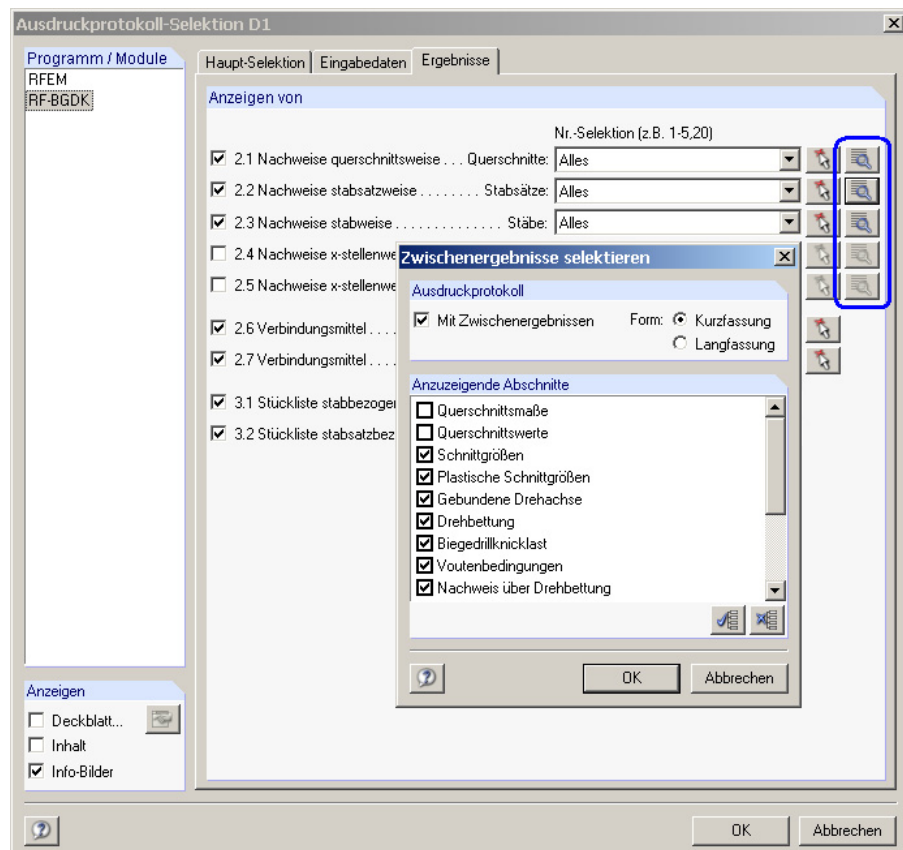 Ausdruckprotokoll-Selektion D1
Programm / Module
RFEM
RF-BGDK
Haupt-Selektion
Eingabedaten
Ergebnisse
Anzeigen von
Nr.-Selektion (z.B. 1-5,20)
2.1 Nachweise querschnittsweise . . . Querschnitte: Alles
2.2 Nachweise stabsatzweise . . . . . . . . Stabsätze: Alles
2.3 Nachweise stabweise . . . . . . . . . . . . . . Stäbe: Alles
2.4 Nachweise x-stellenwe
2.5 Nachweise x-stellenwe
2.6 Verbindungsmittel . . . .
2.7 Verbindungsmittel . . . .
3.1 Stückliste stabbezoger
3.2 Stückliste stabsatzbez
Zwischenergebnisse selektieren
Ausdruckprotokoll
Mit Zwischenergebnissen Form: Kurzfassung
Langfassung
Anzuzeigende Abschnitte
Querschnittsmaße
Querschnittswerte
Schnittgrößen
Plastische Schnittgrößen
Gebundene Drehachse
Drehbettung
Biegedrillknicklast
Voutenbedingungen
Nachweis über Drehbettung
OK
Abbrechen
Anzeigen
Deckblatt...
Inhalt
Info-Bilder
OK
Abbrechen